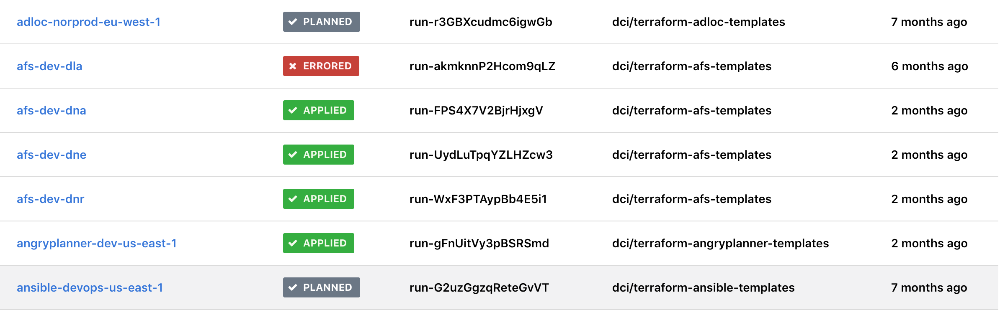 adloc-norprod-eu-west-1 PLANNED run-r3GBXcudmc6igwGb dci/terraform-adloc-templates 7 months ago
afs-dev-dla ERRORED run-akmknnP2Hcom9qLZ dci/terraform-afs-templates 6 months ago
afs-dev-dna APPLIED run-FPS4X7V2BjrHjxgV dci/terraform-afs-templates 2 months ago
afs-dev-dne APPLIED run-UydLuTpqYZLHZcw3 dci/terraform-afs-templates 2 months ago
afs-dev-dnr APPLIED run-WxF3PTAypBb4E5i1 dci/terraform-afs-templates 2 months ago
angryplanner-dev-us-east-1 APPLIED run-gFnUitVy3pBSRSmd dci/terraform-angryplanner-templates 2 months ago
ansible-devops-us-east-1 PLANNED run-G2uzGgzqReteGvVT dci/terraform-ansible-templates 7 months ago